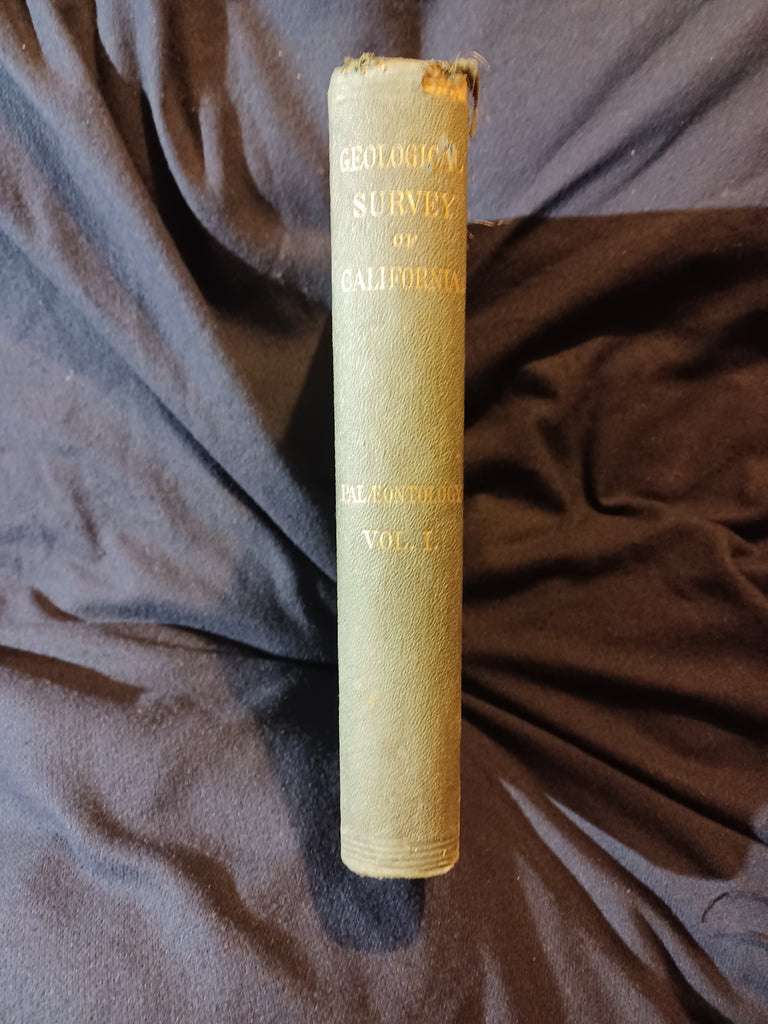 GEOLOGICAL
SURVEY
OF
CALIFORNIA.
PALÆONTOLOGY
VOL. I.